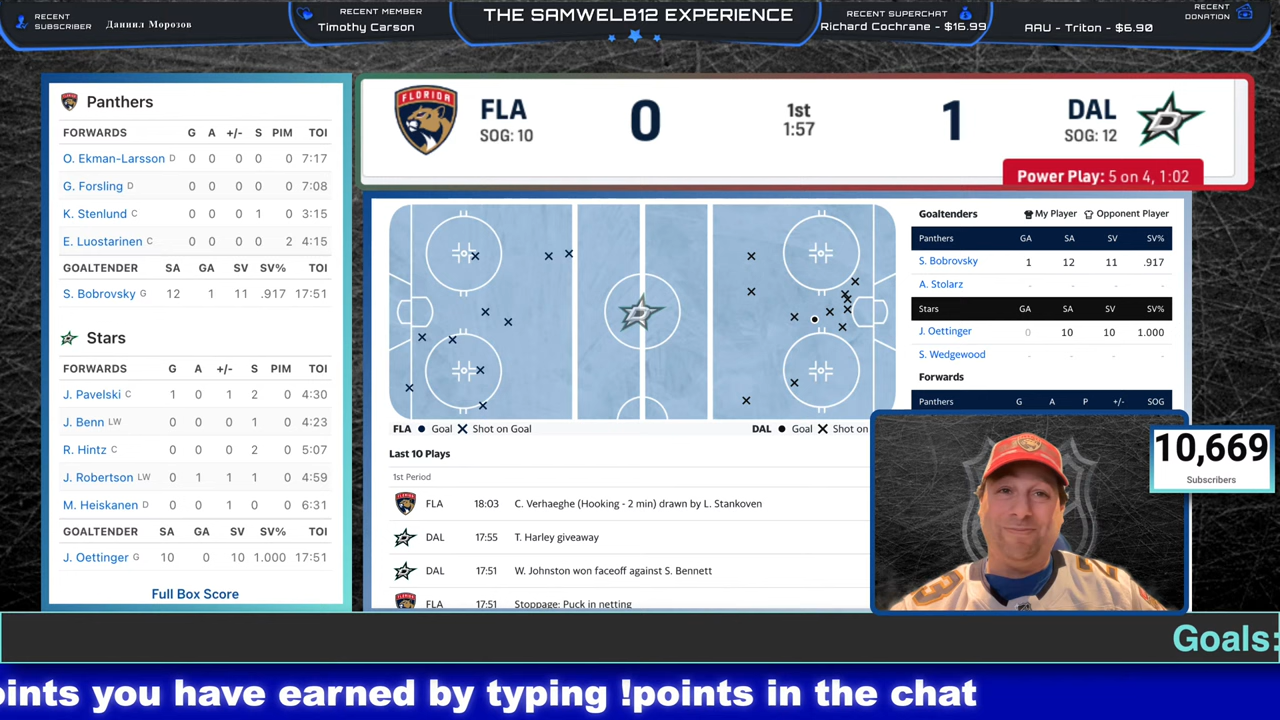 RECENT
SUBSCRIBER
Даниил Морозов
RECENT MEMBER
Timothy Carson
THE SAMWELB12 EXPERIENCE
RECENT SUPERCHAT
Richard Cochrane - $16.99
RECENT
DONATION
AAU - Triton - $6.90
Panthers
FORWARDS G A +/- S PIM TOI
O. Ekman-Larsson D 0 0 0 0 0 7:17
G. Forsling D 0 0 0 0 0 7:08
K. Stenlund C 0 0 0 1 0 3:15
E. Luostarinen C 0 0 0 0 2 4:15
GOALTENDER SA GA SV SV% TOI
S. Bobrovsky G 12 1 11 .917 17:51
Stars
FORWARDS G A +/- S PIM TOI
J. Pavelski C 1 0 1 2 0 4:30
J. Benn LW 0 0 0 1 0 4:23
R. Hintz C 0 0 0 2 0 5:07
J. Robertson LW 0 1 1 1 0 4:59
M. Heiskanen D 0 0 1 0 0 6:31
GOALTENDER SA GA SV SV% TOI
J. Oettinger G 10 0 10 1.000 17:51
Full Box Score
FLORIDA
FLA
SOG: 10
0
1st
1:57
1
DAL
SOG: 12
D
Power Play: 5 on 4, 1:02
D
FLA Goal Shot on Goal
DAL Goal Shot on
Last 10 Plays
1st Period
FLA 18:03 C. Verhaeghe (Hooking - 2 min) drawn by L. Stankoven
DAL 17:55 T. Harley giveaway
DAL 17:51 W. Johnston won faceoff against S. Bennett
FLA 17:51 Stoppage: Puck in netting
Goaltenders My Player Opponent Player
Panthers GA SA SV SV%
S. Bobrovsky 1 12 11 .917
A. Stolarz - - - -
Stars GA SA SV SV%
J. Oettinger 0 10 10 1.000
S. Wedgewood - - - -
Forwards
Panthers G A P +/- SOG
10,669
Subscribers
Goals:
oints you have earned by typing !points in the chat